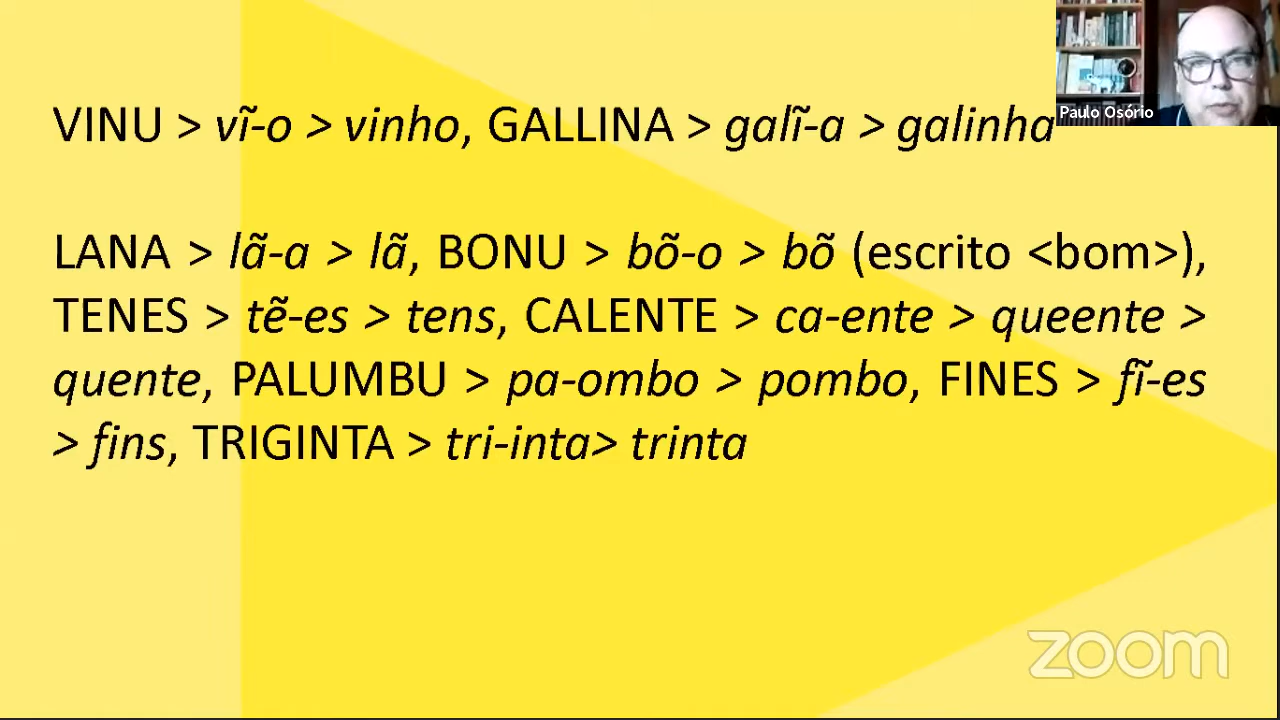 VINU > vĩ-o > vinho, GALLINA > galĩ-a > galinha
Paulo Osório
LANA > lã-a > lã, BONU > bõ-o > bõ (escrito <bom>),
TENES > tẽ-es > tens, CALENTE > ca-ente > queente >
quente, PALUMBU > pa-ombo > pombo, FINES > fĩ-es
> fins, TRIGINTA > tri-inta> trinta
zoom